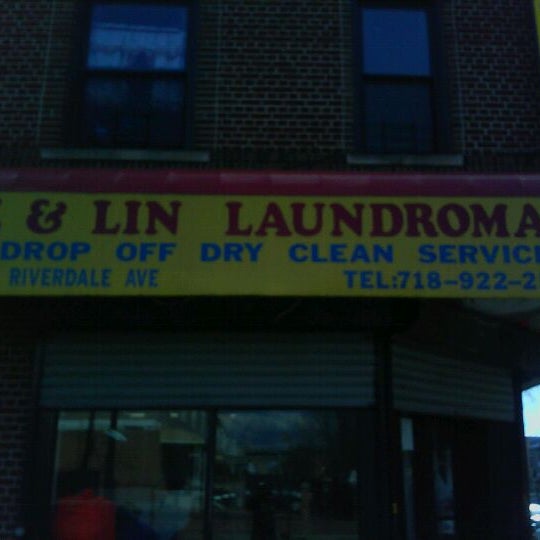 & LIN LAUNDROMA
DROP OFF DRY CLEAN SERVIC
RIVERDALE AVE TEL:718-922-2